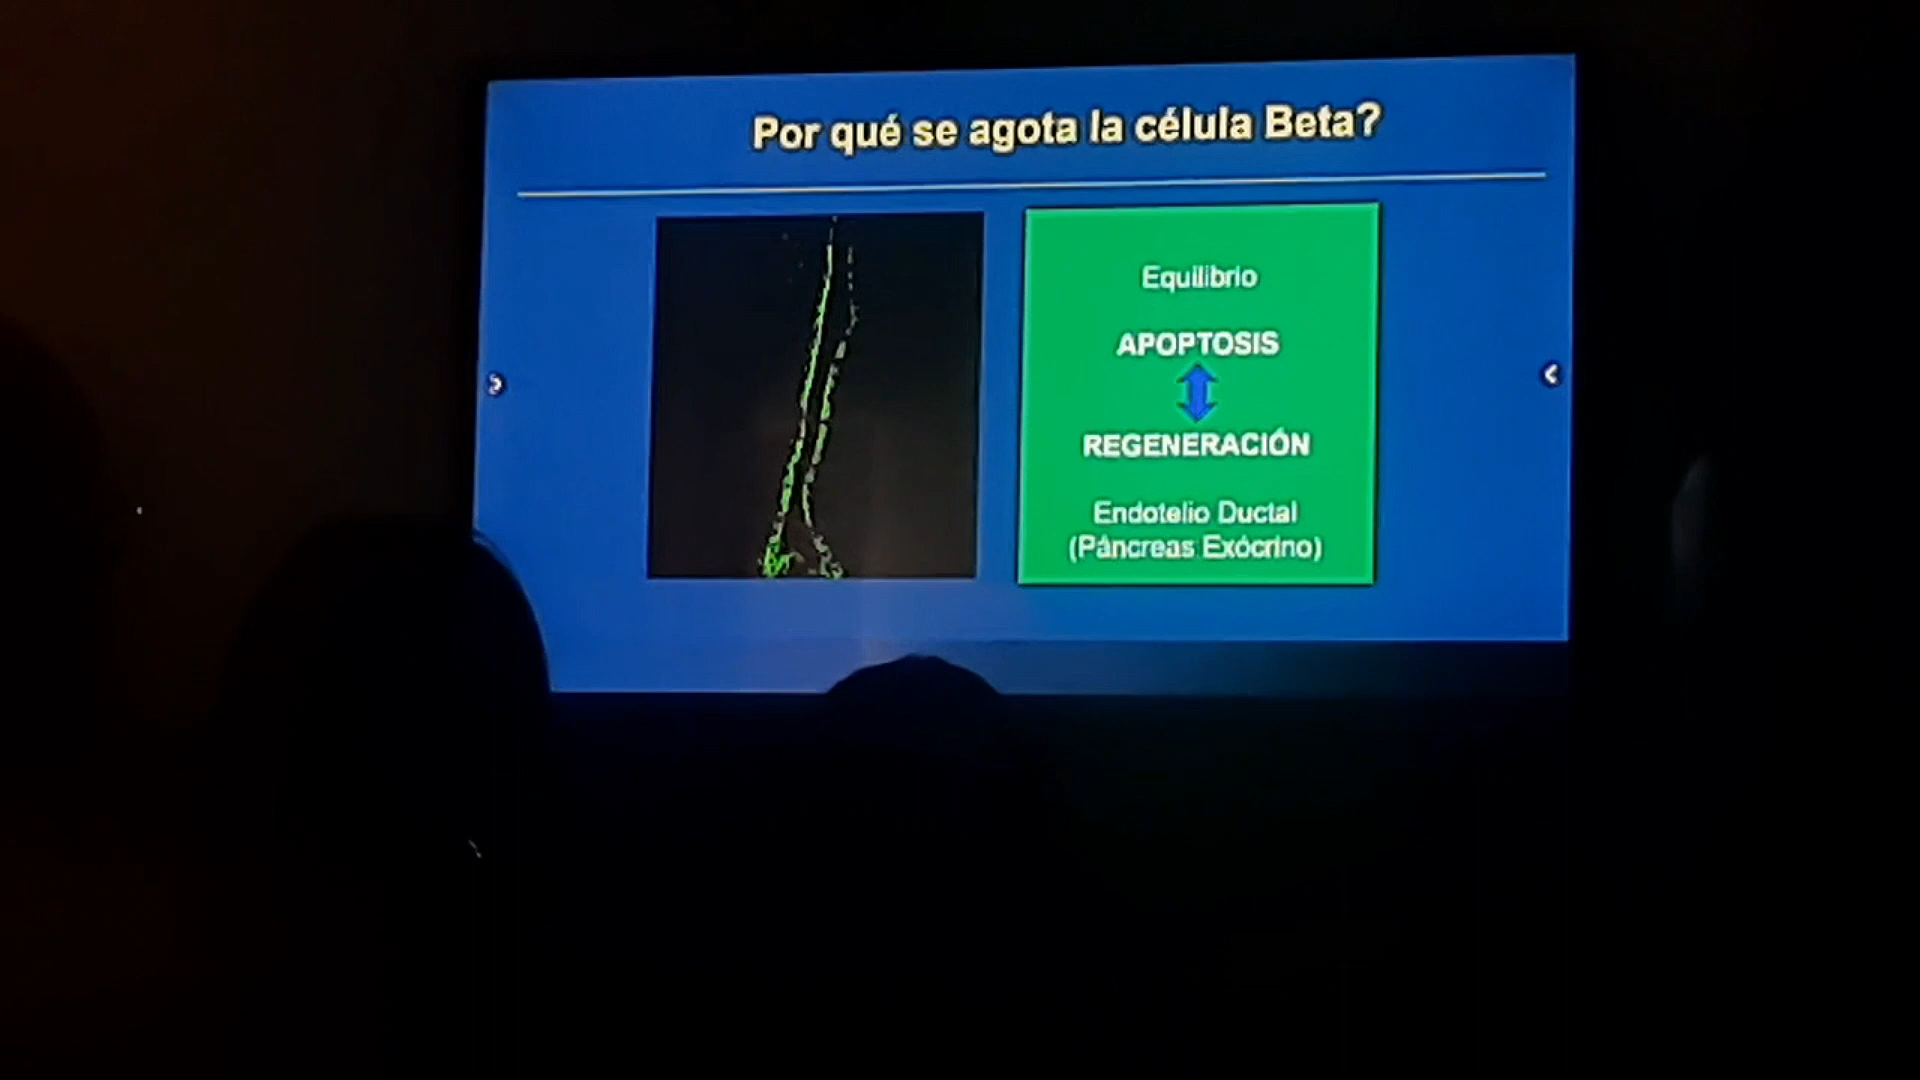 Por qué se agota la célula Beta?
Equilibrio
APOPTOSIS
REGENERACIÓN
Endotelio Ductal
(Páncreas Exócrino)